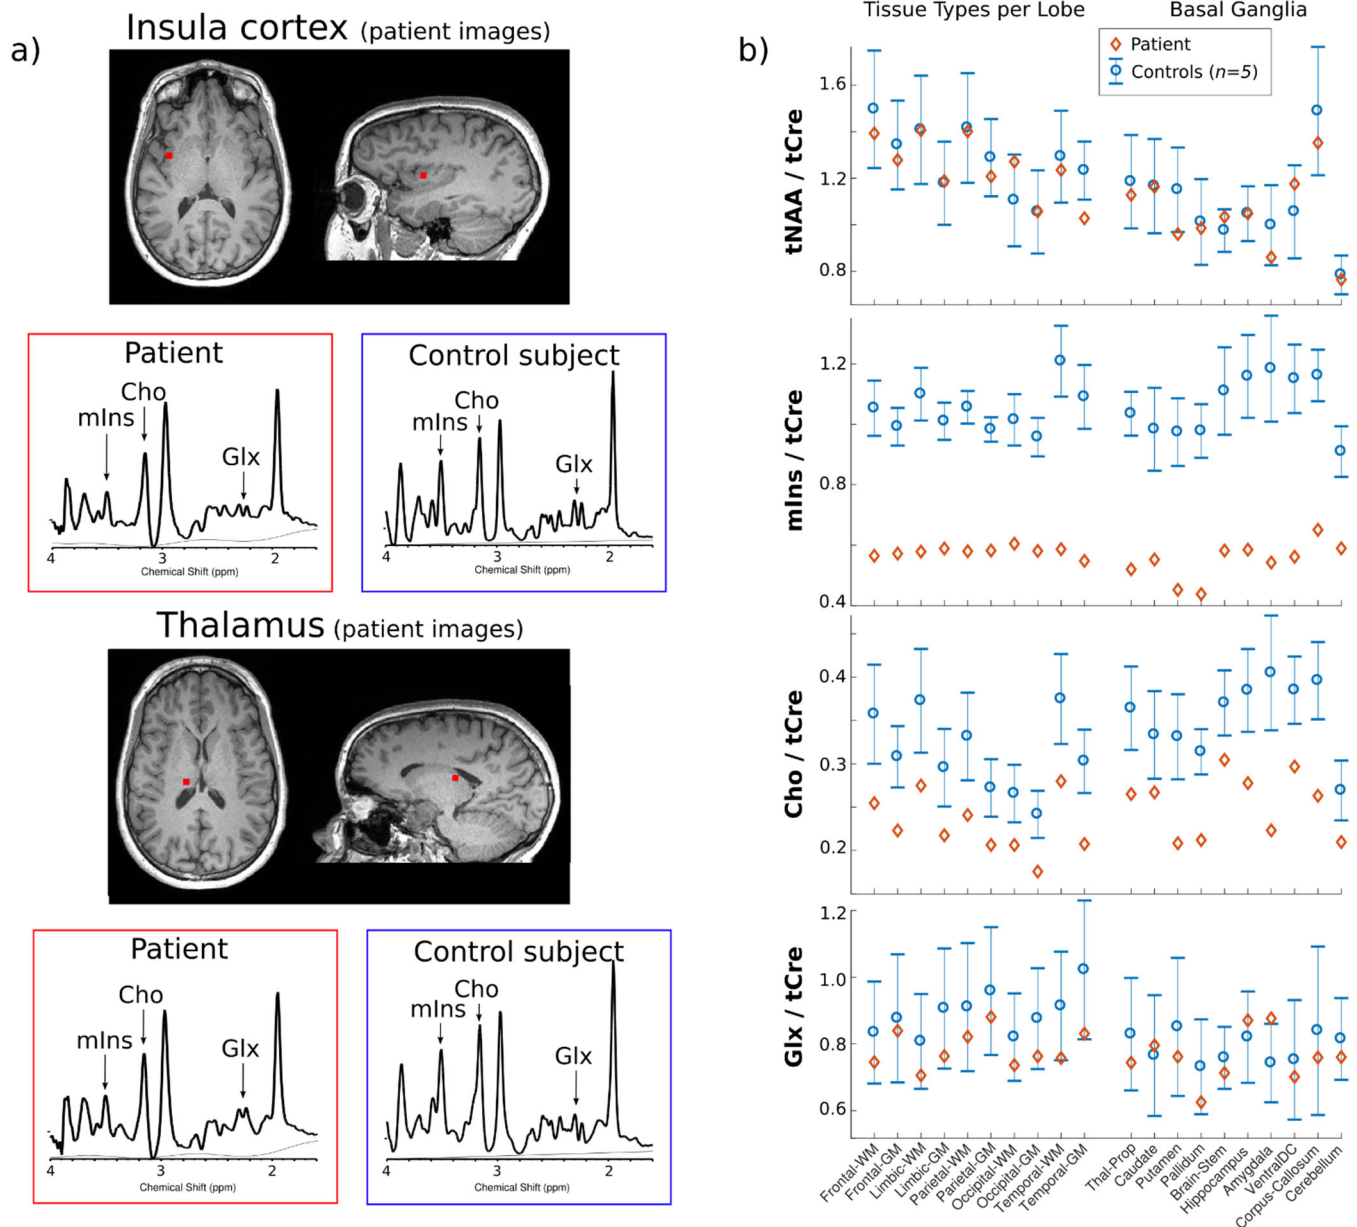 a)
Insula cortex (patient images)
Patient
Cho
mIns
Glx
4
3
2
Chemical Shift (ppm)
Control subject
Cho
mIns
Glx
4
3
2
Chemical Shift (ppm)
Thalamus (patient images)
Patient
Cho
mIns
Glx
4
3
2
Chemical Shift (ppm)
Control subject
Cho
mIns
Glx
4
3
2
Chemical Shift (ppm)
b)
Tissue Types per Lobe
Basal Ganglia
Patient
Controls (n=5)
tNAA / tCre
1.6
1.2
0.8
mIns / tCre
1.2
0.8
0.4
Cho / tCre
0.4
0.3
0.2
Glx / tCre
1.2
1.0
0.8
0.6
Frontal-WM
Frontal-GM
Limbic-WM
Limbic-GM
Parietal-WM
Parietal-GM
Occipital-WM
Occipital-GM
Temporal-WM
Temporal-GM
Thal-Prop
Caudate
Putamen
Pallidum
Brain-Stem
Hippocampus
Amygdala
VentralDC
Corpus-Callosum
Cerebellum